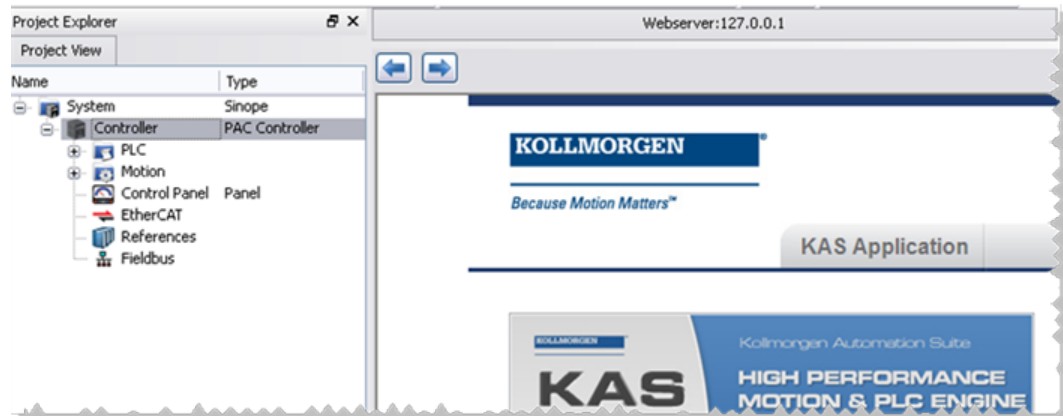 Project Explorer
Project View
Name Type
System Sinope
Controller PAC Controller
PLC
Motion
Control Panel Panel
EtherCAT
References
Fieldbus
Webserver:127.0.0.1
KOLLMORGEN®
Because Motion Matters™
KAS Application
KOLLMORGEN
KAS
Kollmorgen Automation Suite
HIGH PERFORMANCE
MOTION & PLC ENGINE